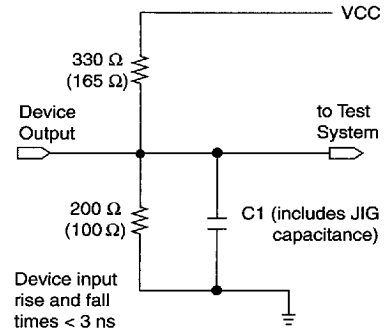 VCC
330 Ω
(165 Ω)
Device
Output
to Test
System
200 Ω
(100 Ω)
C1 (includes JIG
capacitance)
Device input
rise and fall
times < 3 ns